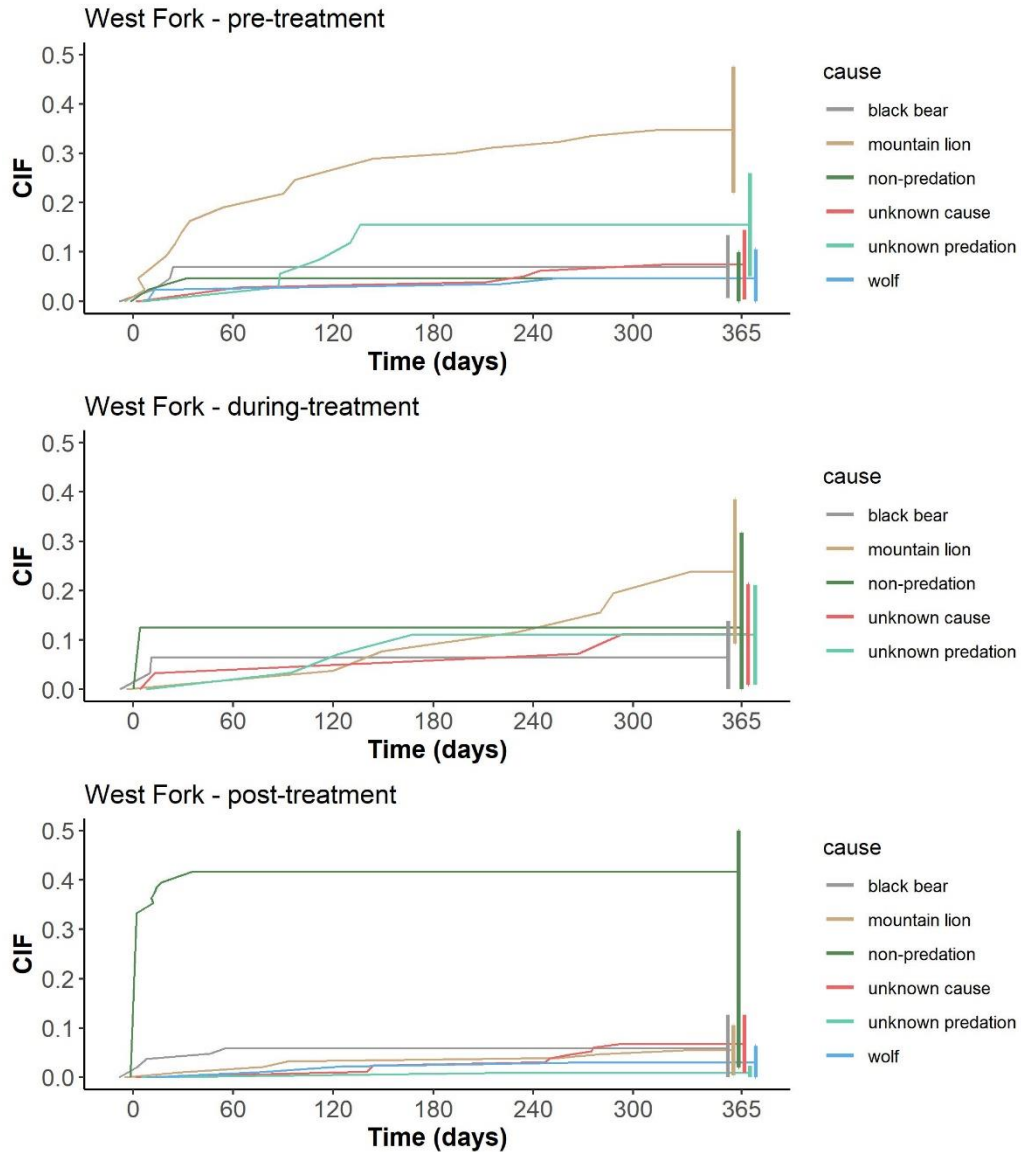 West Fork - pre-treatment
0.5
0.4
0.3
0.2
0.1
0.0
CIF
0 60 120 180 240 300 365
Time (days)
cause
black bear
mountain lion
non-predation
unknown cause
unknown predation
wolf
West Fork - during-treatment
0.5
0.4
0.3
0.2
0.1
0.0
CIF
0 60 120 180 240 300 365
Time (days)
cause
black bear
mountain lion
non-predation
unknown cause
unknown predation
West Fork - post-treatment
0.5
0.4
0.3
0.2
0.1
0.0
CIF
0 60 120 180 240 300 365
Time (days)
cause
black bear
mountain lion
non-predation
unknown cause
unknown predation
wolf